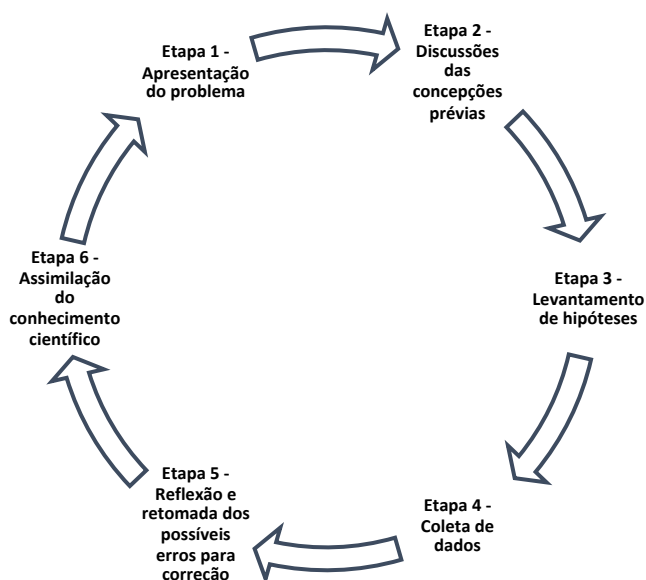 Etapa 1 -
Apresentação
do problema
Etapa 2 -
Discussões
das
concepções
prévias
Etapa 3 -
Levantamento
de hipóteses
Etapa 4 -
Coleta de
dados
Etapa 5 -
Reflexão e
retomada dos
possíveis
erros para
correção
Etapa 6 -
Assimilação
do
conhecimento
científico